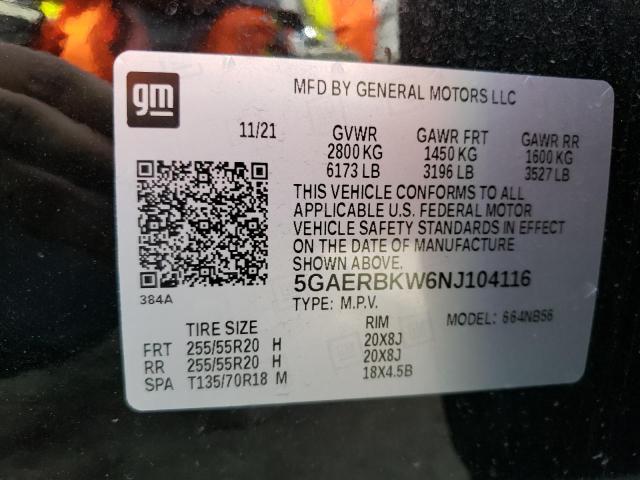 gm
MFD BY GENERAL MOTORS LLC
11/21 GVWR GAWR FRT GAWR RR
2800 KG 1450 KG 1600 KG
6173 LB 3196 LB 3527 LB
THIS VEHICLE CONFORMS TO ALL
APPLICABLE U.S. FEDERAL MOTOR
VEHICLE SAFETY STANDARDS IN EFFECT
ON THE DATE OF MANUFACTURE
SHOWN ABOVE.
384A
5GAERBKW6NJ104116
TYPE: M.P.V. MODEL: 664NB56
TIRE SIZE RIM
FRT 255/55R20 H 20X8J
RR 255/55R20 H 20X8J
SPA T135/70R18 M 18X4.5B